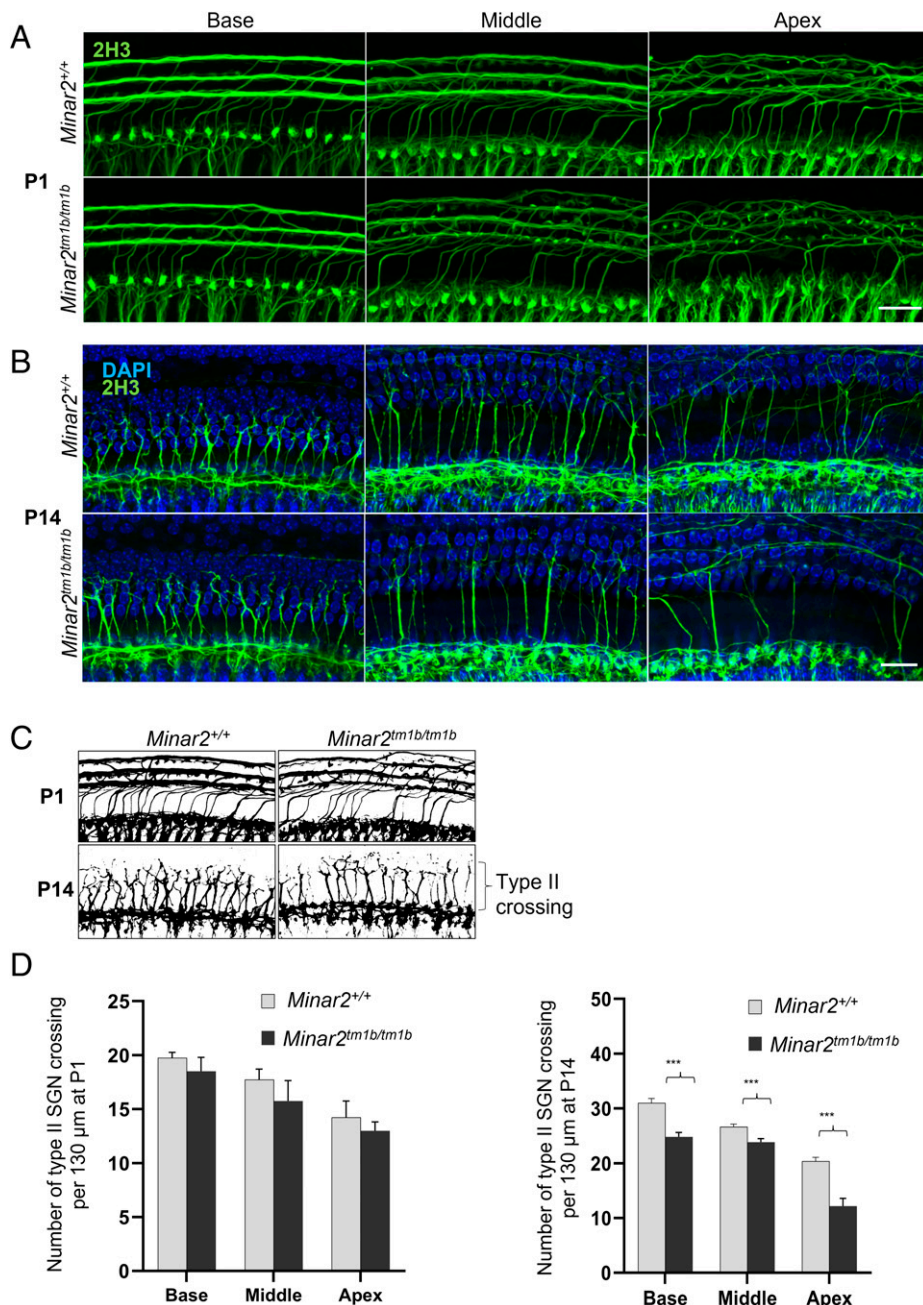 Base Middle Apex
A
2H3
Minar2+/+
P1
Minar2tm1b/tm1b
B
DAPI
2H3
Minar2+/+
P14
Minar2tm1b/tm1b
C
Minar2+/+ Minar2tm1b/tm1b
P1
P14
Type II
crossing
D
Number of type II SGN crossing
per 130 µm at P1
25
20
15
10
5
0
Minar2+/+
Minar2tm1b/tm1b
Base Middle Apex
Number of type II SGN crossing
per 130 µm at P14
50
40
30
20
10
0
Minar2+/+
Minar2tm1b/tm1b
*** *** ***
Base Middle Apex